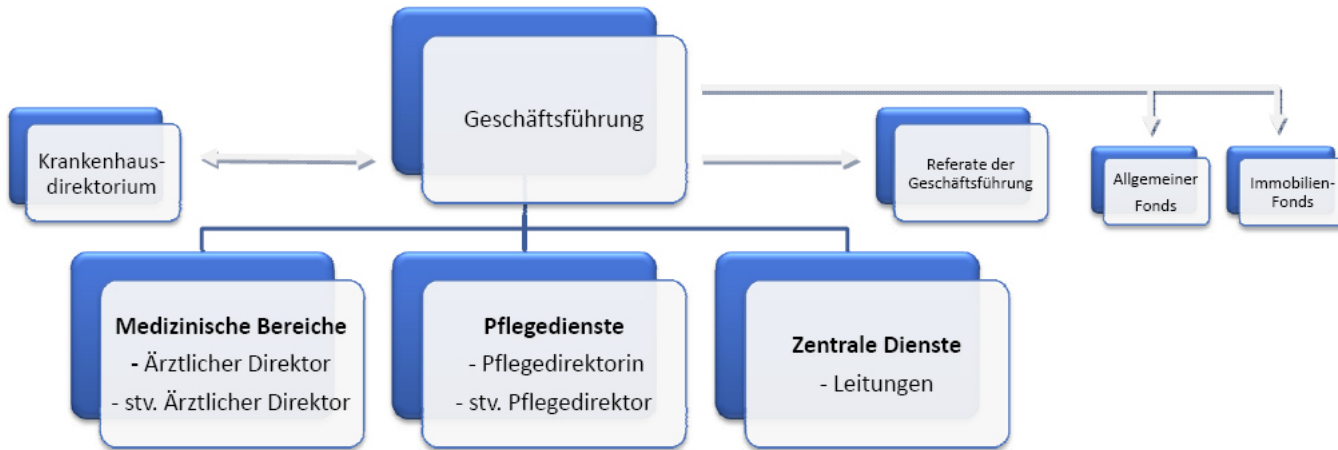 Geschäftsführung
Krankenhaus-
direktorium
Referate der
Geschäftsführung
Allgemeiner
Fonds
Immobilien-
Fonds
Medizinische Bereiche
- Ärztlicher Direktor
- stv. Ärztlicher Direktor
Pflegedienste
- Pflegedirektorin
- stv. Pflegedirektor
Zentrale Dienste
- Leitungen